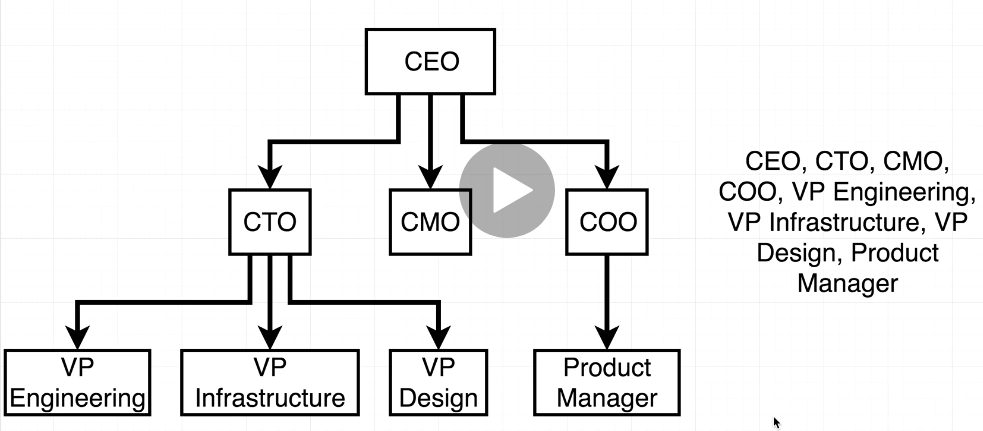 CEO
CTO
CMO
COO
VP
Engineering
VP
Infrastructure
VP
Design
Product
Manager
CEO, CTO, CMO,
COO, VP Engineering,
VP Infrastructure, VP
Design, Product
Manager